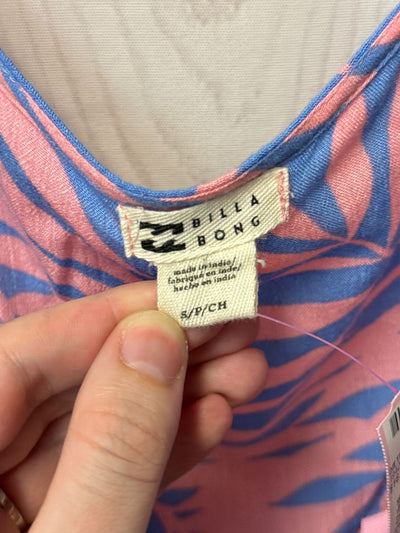 BILLA
BONG
made in india/
fabriqué en inde/
hecho en india
S/P/CH